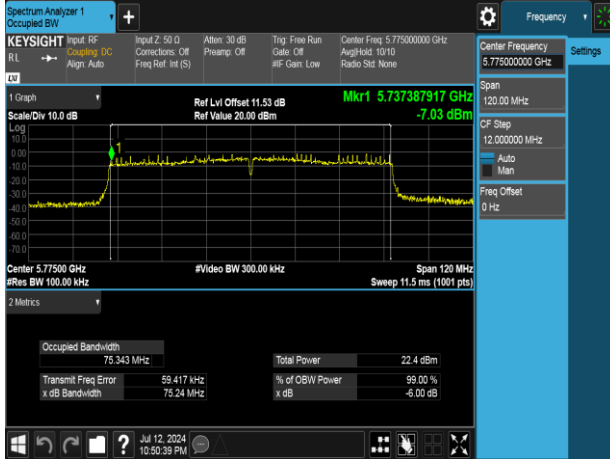 Spectrum Analyzer 1
Occupied BW
Frequency
KEYSIGHT
RL
LXI
Input: RF
Coupling: DC
Align: Auto
Input Z: 50 Ω
Corrections: Off
Freq Ref: Int (S)
Atten: 30 dB
Preamp: Off
Trig: Free Run
Gate: Off
#IF Gain: Low
Center Freq: 5.775000000 GHz
Avg|Hold: 10/10
Radio Std: None
Center Frequency
5.775000000 GHz
Settings
Span
120.00 MHz
CF Step
12.000000 MHz
Auto
Man
Freq Offset
0 Hz
1 Graph
Scale/Div 10.0 dB
Ref Lvl Offset 11.53 dB
Ref Value 20.00 dBm
Mkr1 5.737387917 GHz
-7.03 dBm
Log
10.0
0.00
-10.0
-20.0
-30.0
-40.0
-50.0
-60.0
-70.0
1
Center 5.77500 GHz
#Res BW 100.00 kHz
#Video BW 300.00 kHz
Span 120 MHz
Sweep 11.5 ms (1001 pts)
2 Metrics
Occupied Bandwidth
75.343 MHz
Total Power 22.4 dBm
Transmit Freq Error 59.417 kHz
% of OBW Power 99.00 %
x dB Bandwidth 75.24 MHz
x dB -6.00 dB
Jul 12, 2024
10:50:39 PM